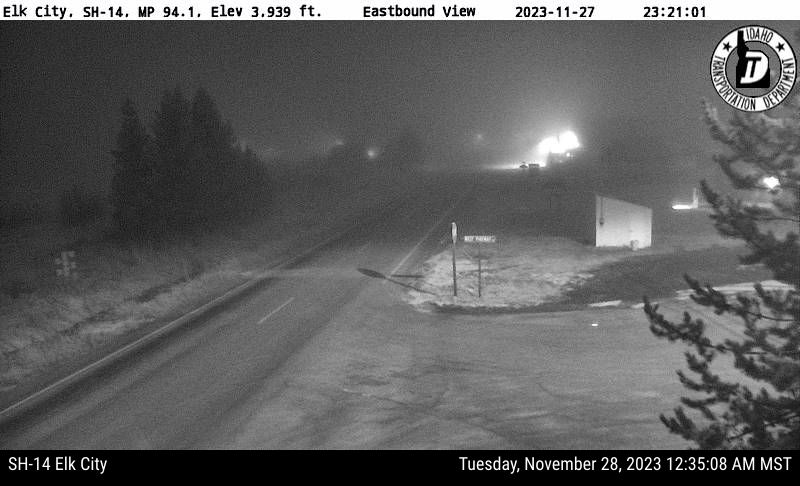 Elk City, SH-14, MP 94.1, Elev 3,939 ft. Eastbound View 2023-11-27 23:21:01
IDAHO
TRANSPORTATION DEPARTMENT
SH-14 Elk City Tuesday, November 28, 2023 12:35:08 AM MST